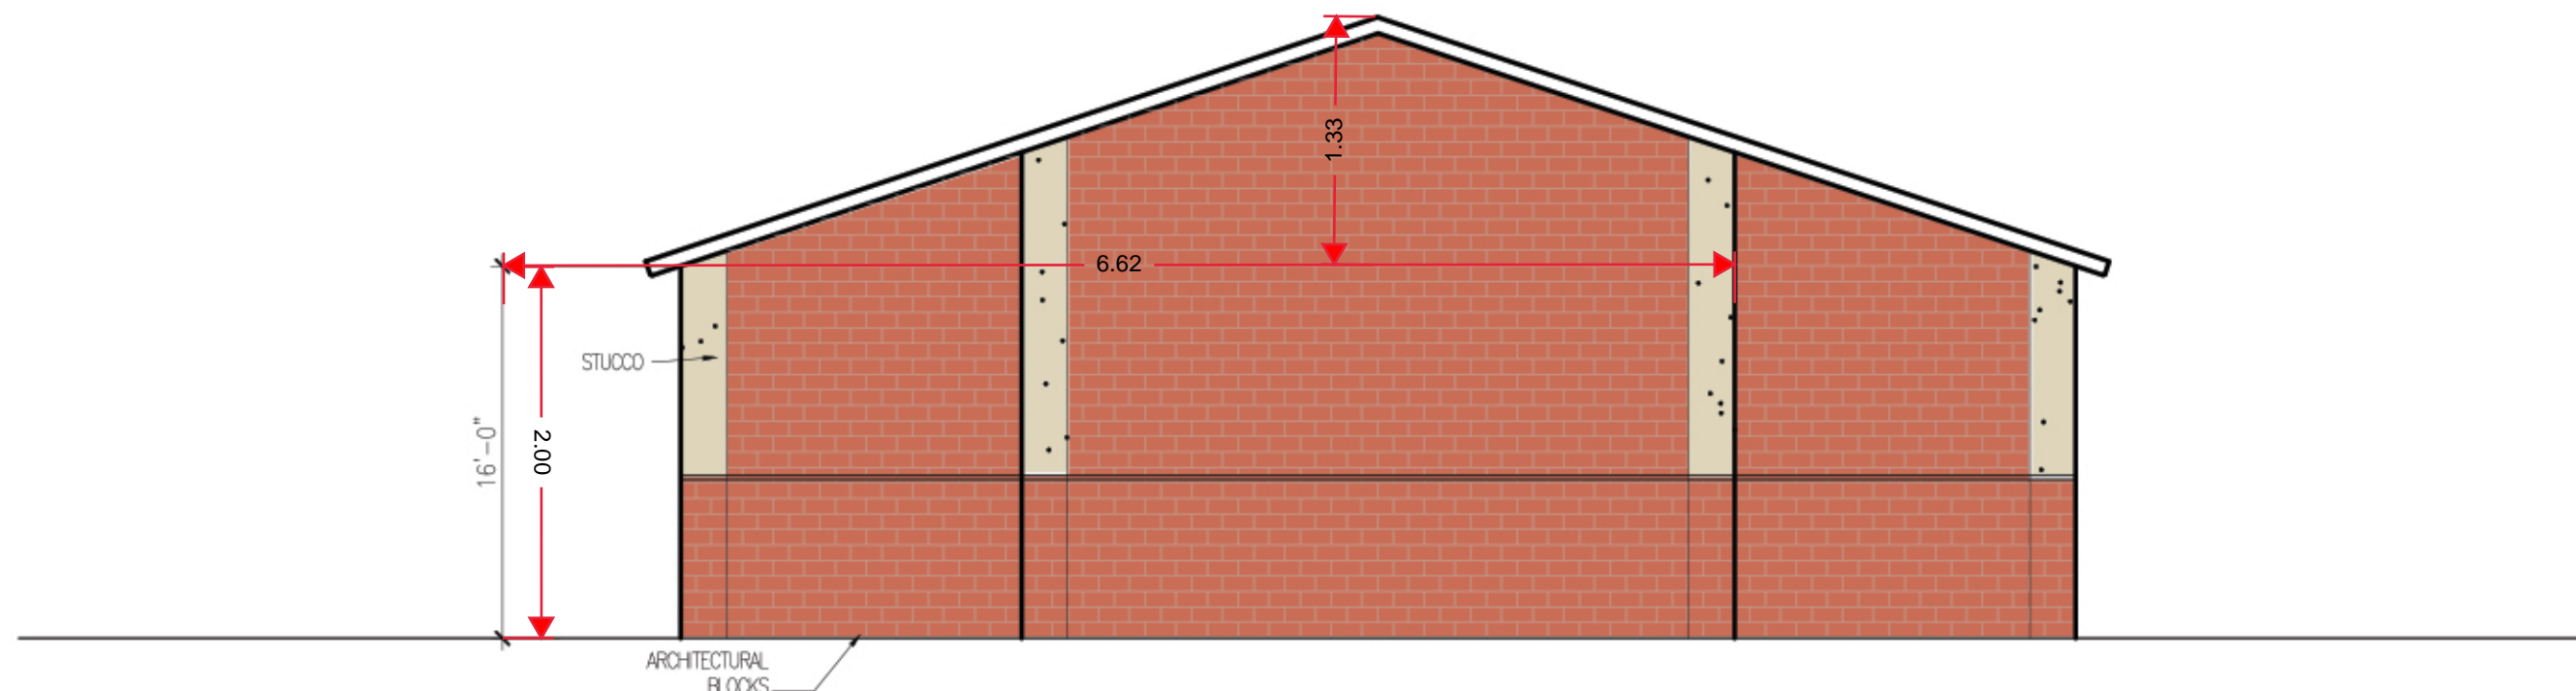 1.33
6.62
STUCCO
16'-0"
2.00
ARCHITECTURAL
BLOCKS